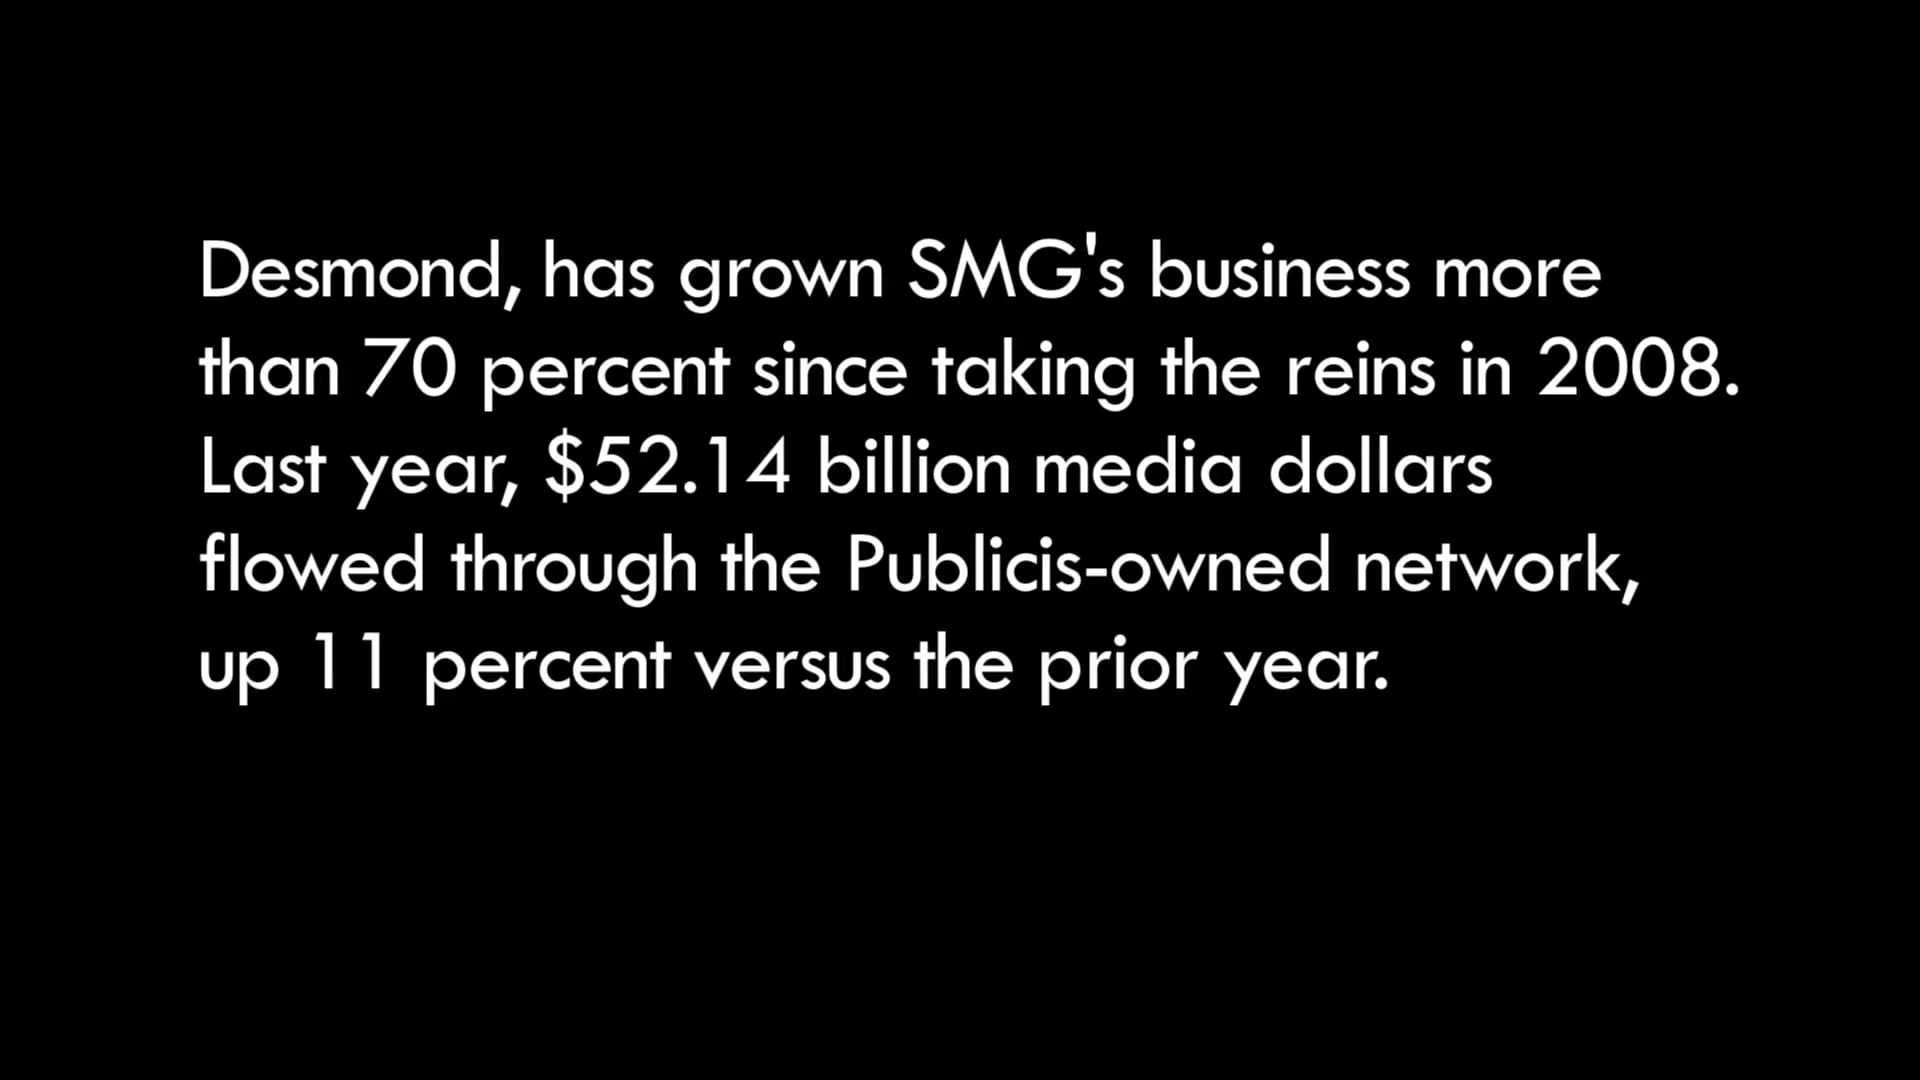 Desmond, has grown SMG's business more
than 70 percent since taking the reins in 2008.
Last year, $52.14 billion media dollars
flowed through the Publicis-owned network,
up 11 percent versus the prior year.